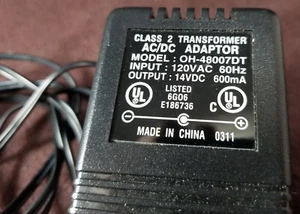 CLASS 2 TRANSFORMER
AC/DC ADAPTOR
MODEL : OH-48007DT
INPUT : 120VAC 60Hz
OUTPUT : 14VDC 600mA
UL LISTED C UL
6G06
E186736
- +
MADE IN CHINA 0311